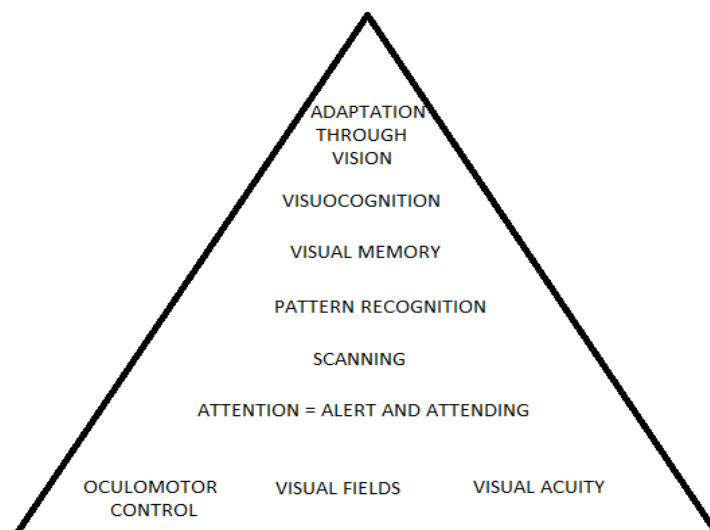 ADAPTATION
THROUGH
VISION
VISUOCOGNITION
VISUAL MEMORY
PATTERN RECOGNITION
SCANNING
ATTENTION = ALERT AND ATTENDING
OCULOMOTOR
CONTROL
VISUAL FIELDS
VISUAL ACUITY